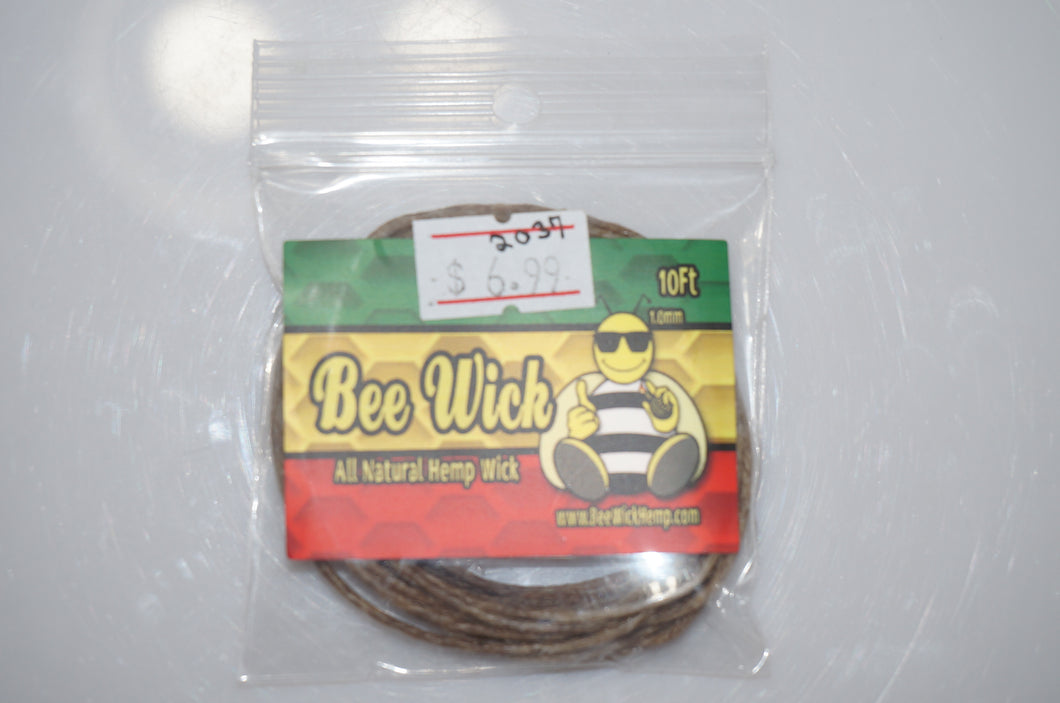 2037
$ 6.99
10Ft
1.0mm
Bee Wick
All Natural Hemp Wick
www.BeeWickHemp.com